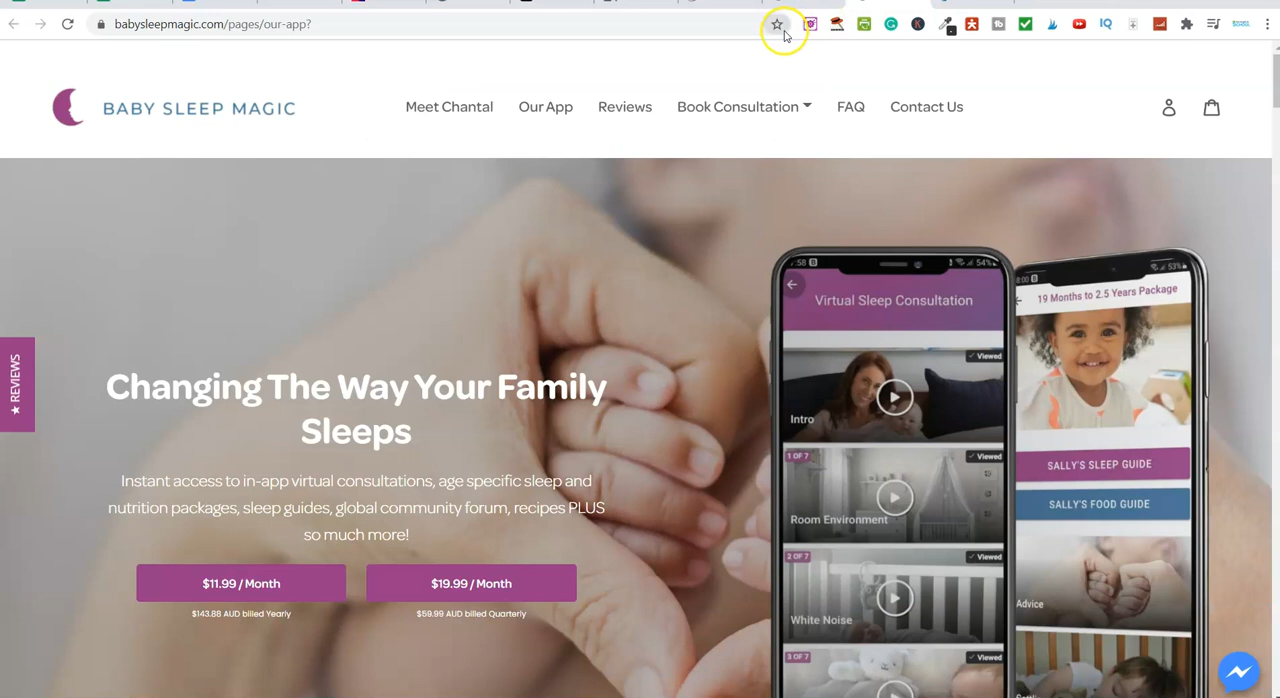 babysleepmagic.com/pages/our-app?
BABY SLEEP MAGIC
Meet Chantal
Our App
Reviews
Book Consultation
FAQ
Contact Us
★ REVIEWS
Changing The Way Your Family
Sleeps
Instant access to in-app virtual consultations, age specific sleep and
nutrition packages, sleep guides, global community forum, recipes PLUS
so much more!
$11.99 / Month
$143.88 AUD billed Yearly
$19.99 / Month
$59.99 AUD billed Quarterly
:58
54%
Virtual Sleep Consultation
✓ Viewed
Intro
1 OF 7
✓ Viewed
Room Environment
2 OF 7
✓ Viewed
White Noise
3 OF 7
✓ Viewed
8:00
53%
19 Months to 2.5 Years Package
SALLY'S SLEEP GUIDE
SALLY'S FOOD GUIDE
Advice